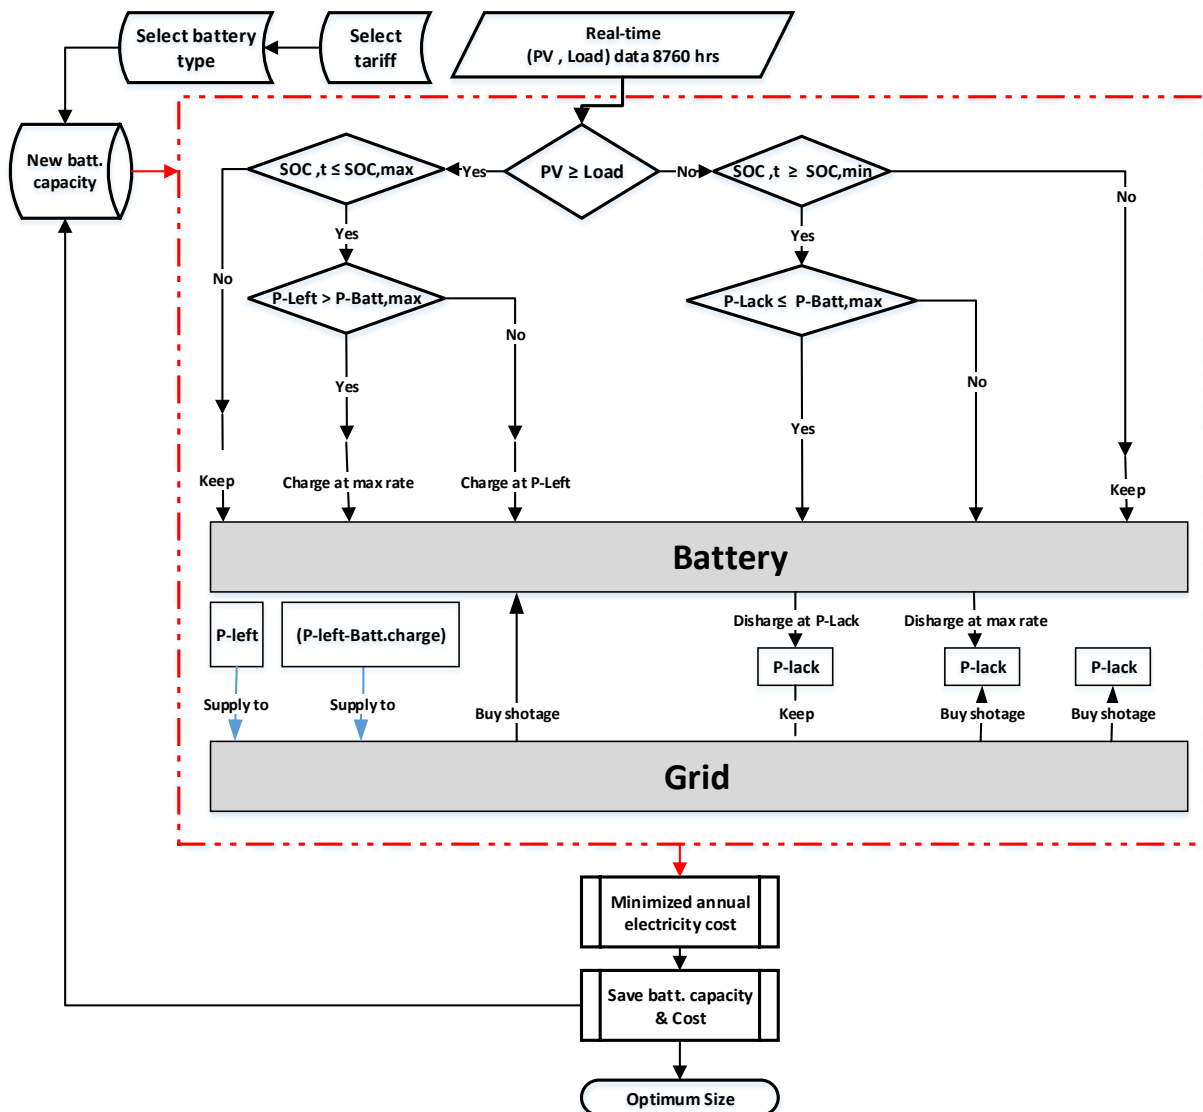 Select battery
type
Select
tariff
Real-time
(PV , Load) data 8760 hrs
New batt.
capacity
SOC ,t ≤ SOC,max
Yes
PV ≥ Load
No
SOC ,t ≥ SOC,min
No
Yes
Yes
No
P-Left > P-Batt,max
P-Lack ≤ P-Batt,max
No
Yes
No
Yes
Keep
Charge at max rate
Charge at P-Left
Keep
Battery
P-left
(P-left-Batt.charge)
Disharge at P-Lack
Disharge at max rate
P-lack
P-lack
P-lack
Supply to
Supply to
Buy shotage
Keep
Buy shotage
Buy shotage
Grid
Minimized annual
electricity cost
Save batt. capacity
& Cost
Optimum Size